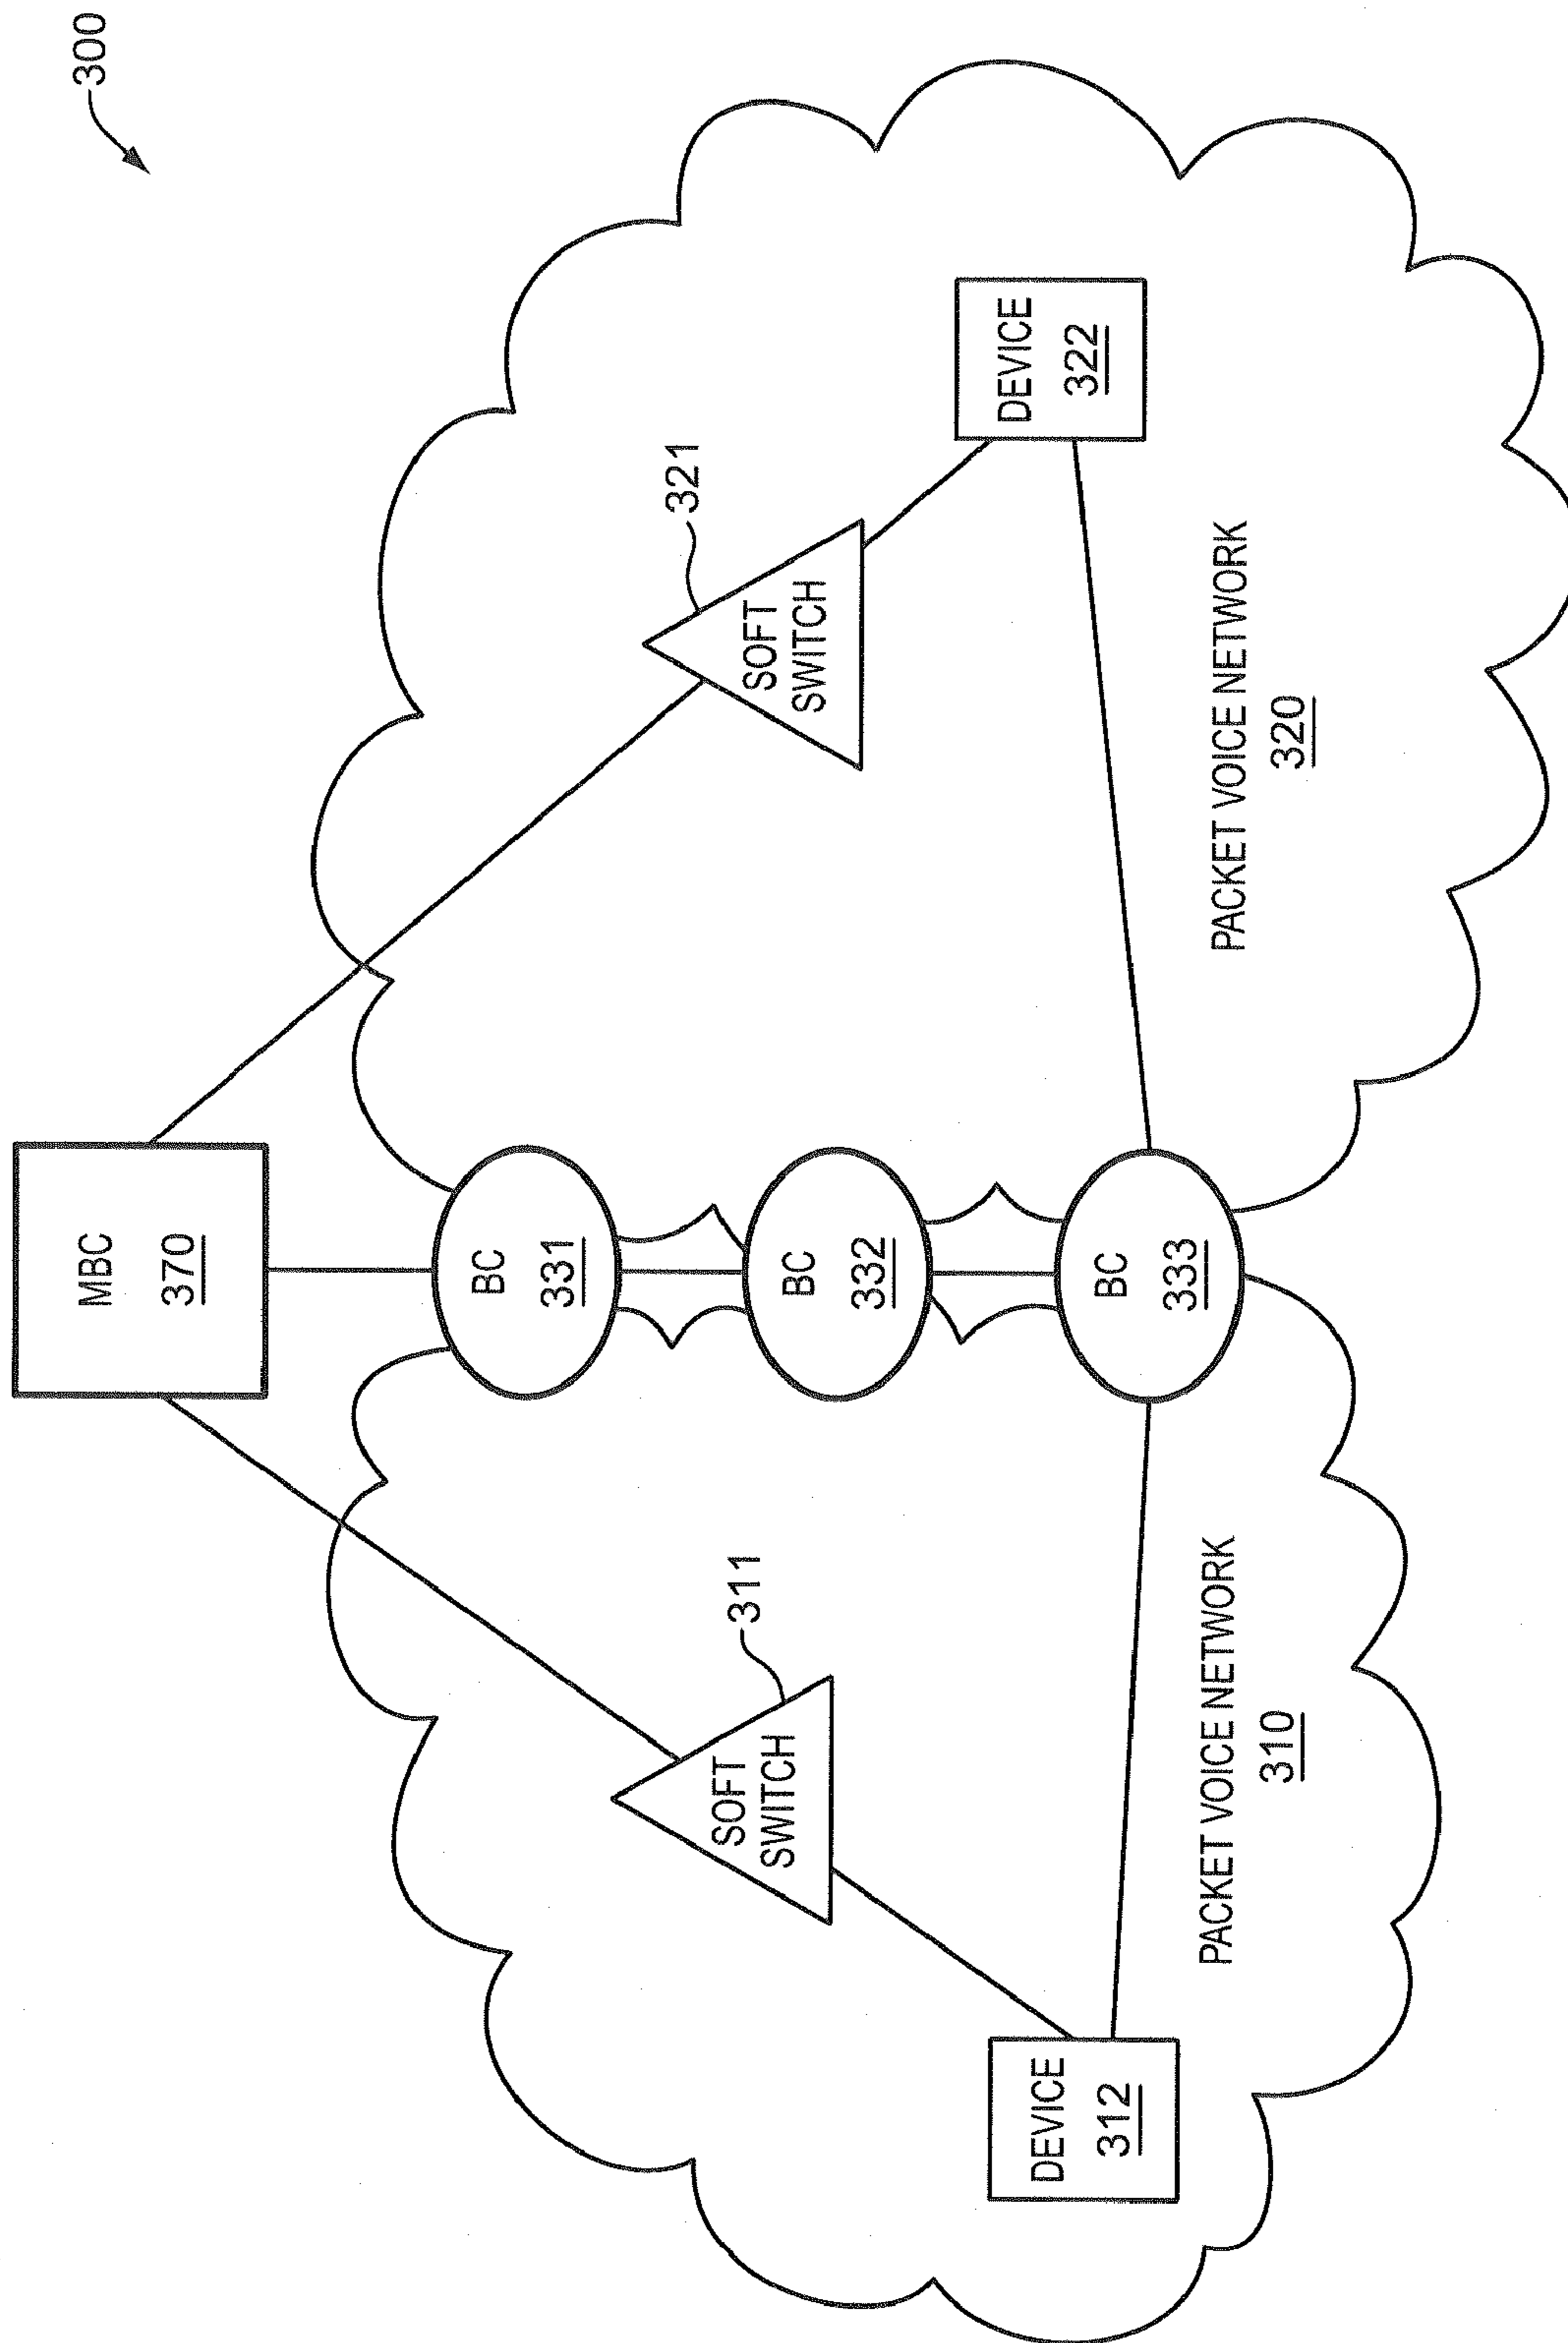 300
MBC
370
BC
331
BC
332
BC
333
311
SOFT
SWITCH
321
SOFT
SWITCH
DEVICE
312
DEVICE
322
PACKET VOICE NETWORK
310
PACKET VOICE NETWORK
320